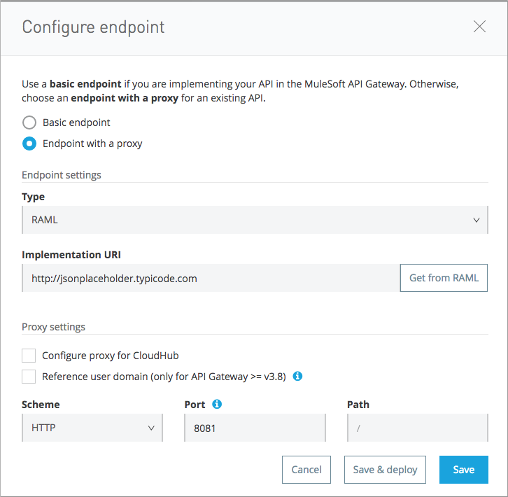 Configure endpoint
Use a basic endpoint if you are implementing your API in the MuleSoft API Gateway. Otherwise,
choose an endpoint with a proxy for an existing API.
Basic endpoint
Endpoint with a proxy
Endpoint settings
Type
RAML
Implementation URI
http://jsonplaceholder.typicode.com
Get from RAML
Proxy settings
Configure proxy for CloudHub
Reference user domain (only for API Gateway >= v3.8)
Scheme Port Path
HTTP 8081 /
Cancel Save & deploy Save